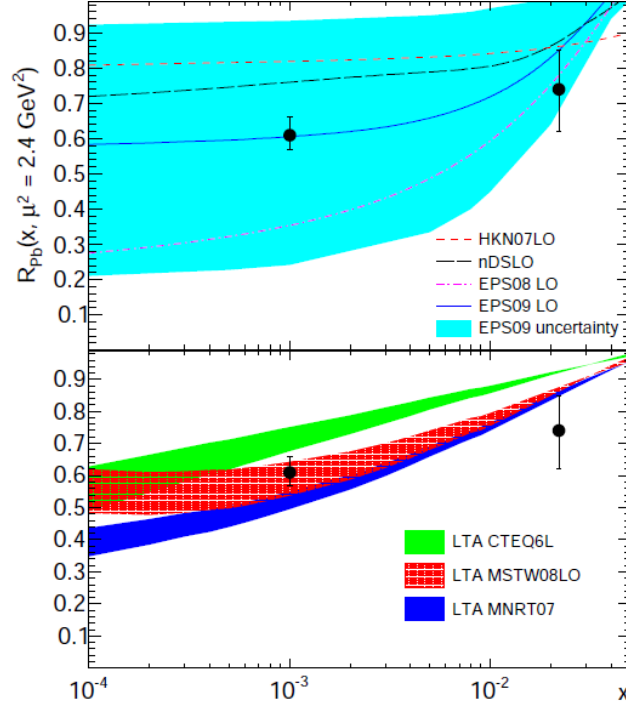 R_Pb(x, μ² = 2.4 GeV²)
0.9
0.8
0.7
0.6
0.5
0.4
0.3
0.2
0.1
HKN07LO
nDSLO
EPS08 LO
EPS09 LO
EPS09 uncertainty
0.9
0.8
0.7
0.6
0.5
0.4
0.3
0.2
0.1
LTA CTEQ6L
LTA MSTW08LO
LTA MNRT07
10⁻⁴ 10⁻³ 10⁻² x